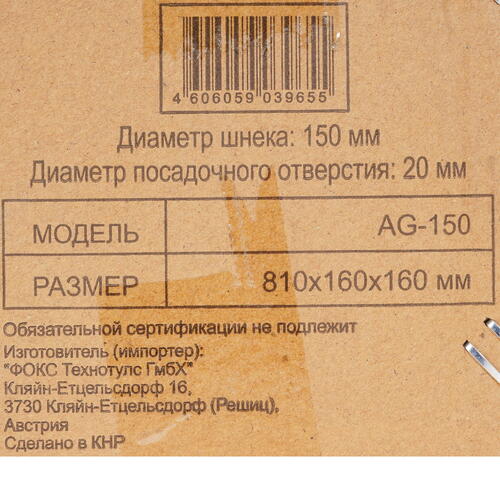 4 606059 039655
Диаметр шнека: 150 мм
Диаметр посадочного отверстия: 20 мм
МОДЕЛЬ AG-150
РАЗМЕР 810x160x160 мм
Обязательной сертификации не подлежит
Изготовитель (импортер):
"ФОКС Технотулс ГмбХ"
Кляйн-Етцельсдорф 16,
3730 Кляйн-Етцельсдорф (Решиц),
Австрия
Сделано в КНР